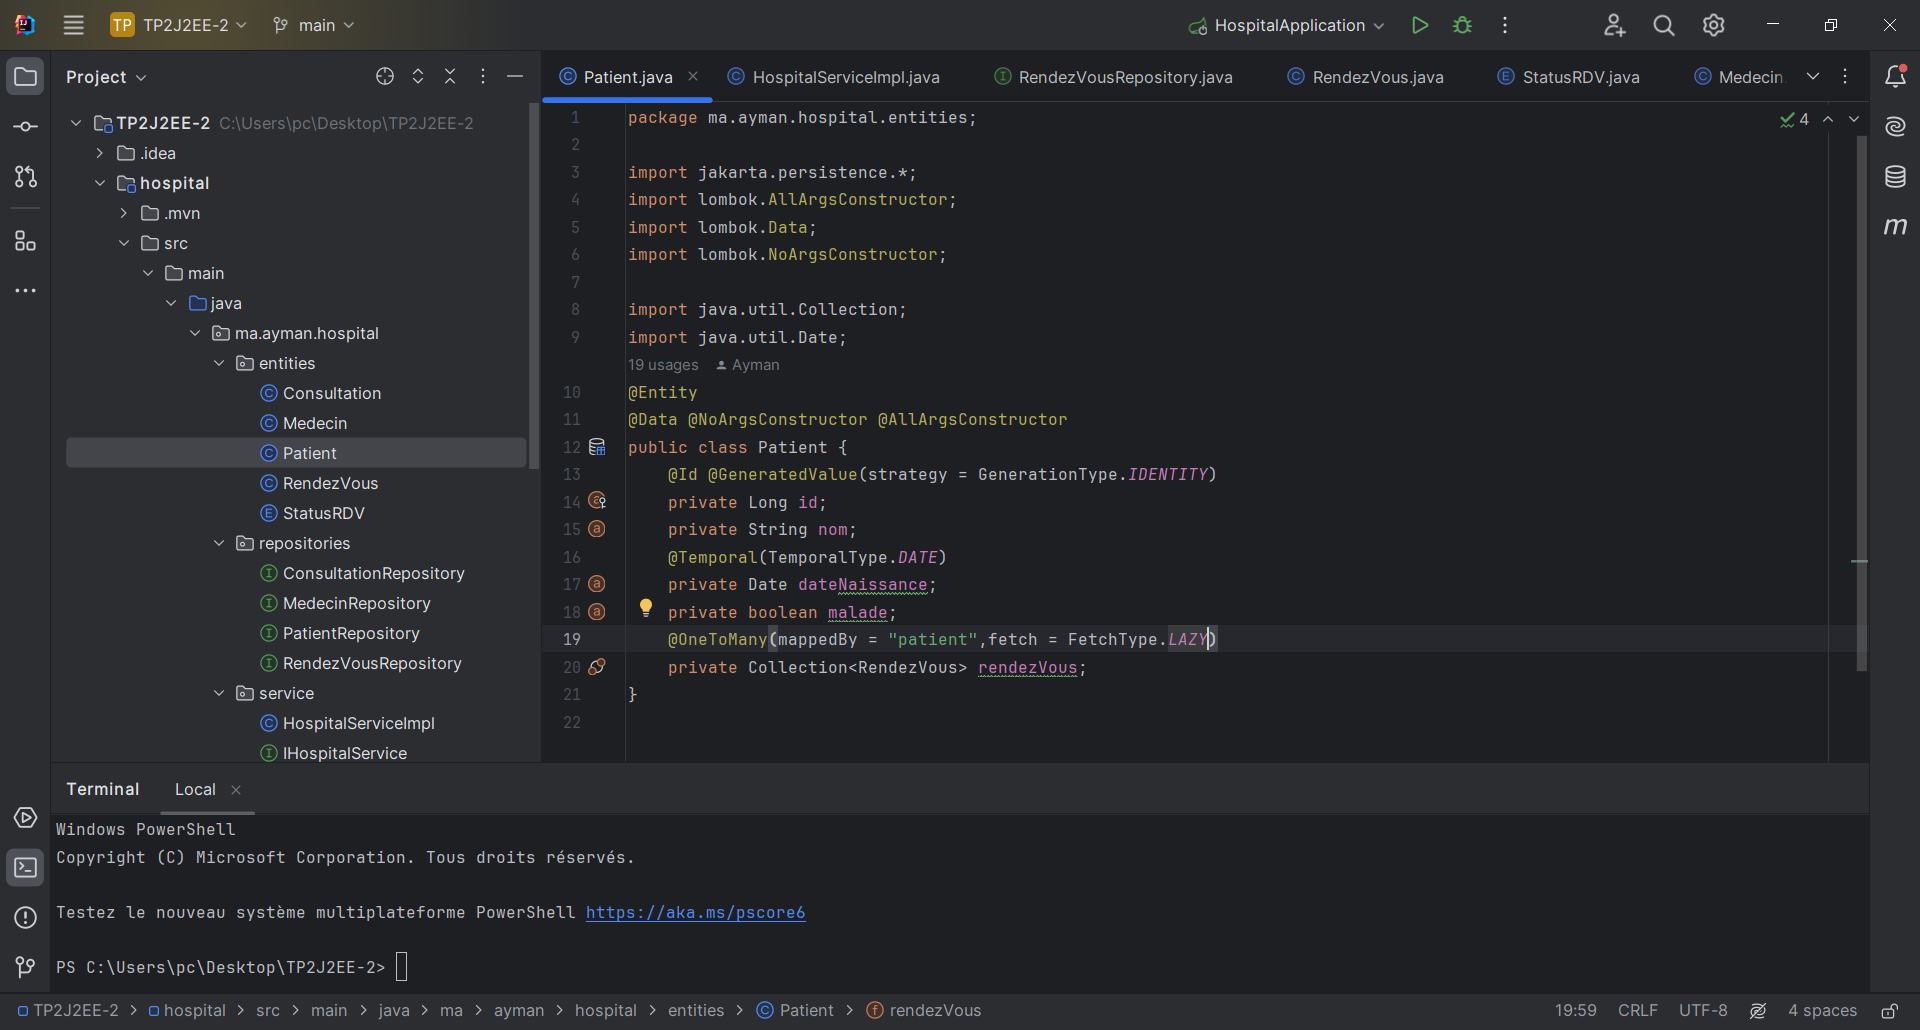 TP TP2J2EE-2 main HospitalApplication
Project
TP2J2EE-2 C:\Users\pc\Desktop\TP2J2EE-2
.idea
hospital
.mvn
src
main
java
ma.ayman.hospital
entities
Consultation
Medecin
Patient
RendezVous
StatusRDV
repositories
ConsultationRepository
MedecinRepository
PatientRepository
RendezVousRepository
service
HospitalServiceImpl
IHospitalService
Patient.java HospitalServiceImpl.java RendezVousRepository.java RendezVous.java StatusRDV.java Medecin.
4
1 package ma.ayman.hospital.entities;
2
3 import jakarta.persistence.*;
4 import lombok.AllArgsConstructor;
5 import lombok.Data;
6 import lombok.NoArgsConstructor;
7
8 import java.util.Collection;
9 import java.util.Date;
19 usages Ayman
10 @Entity
11 @Data @NoArgsConstructor @AllArgsConstructor
12 public class Patient {
13 @Id @GeneratedValue(strategy = GenerationType.IDENTITY)
14 private Long id;
15 private String nom;
16 @Temporal(TemporalType.DATE)
17 private Date dateNaissance;
18 private boolean malade;
19 @OneToMany(mappedBy = "patient",fetch = FetchType.LAZY)
20 private Collection<RendezVous> rendezVous;
21 }
22
Terminal Local
Windows PowerShell
Copyright (C) Microsoft Corporation. Tous droits réservés.
Testez le nouveau système multiplateforme PowerShell https://aka.ms/pscore6
PS C:\Users\pc\Desktop\TP2J2EE-2>
TP2J2EE-2 > hospital > src > main > java > ma > ayman > hospital > entities > Patient > rendezVous 19:59 CRLF UTF-8 4 spaces